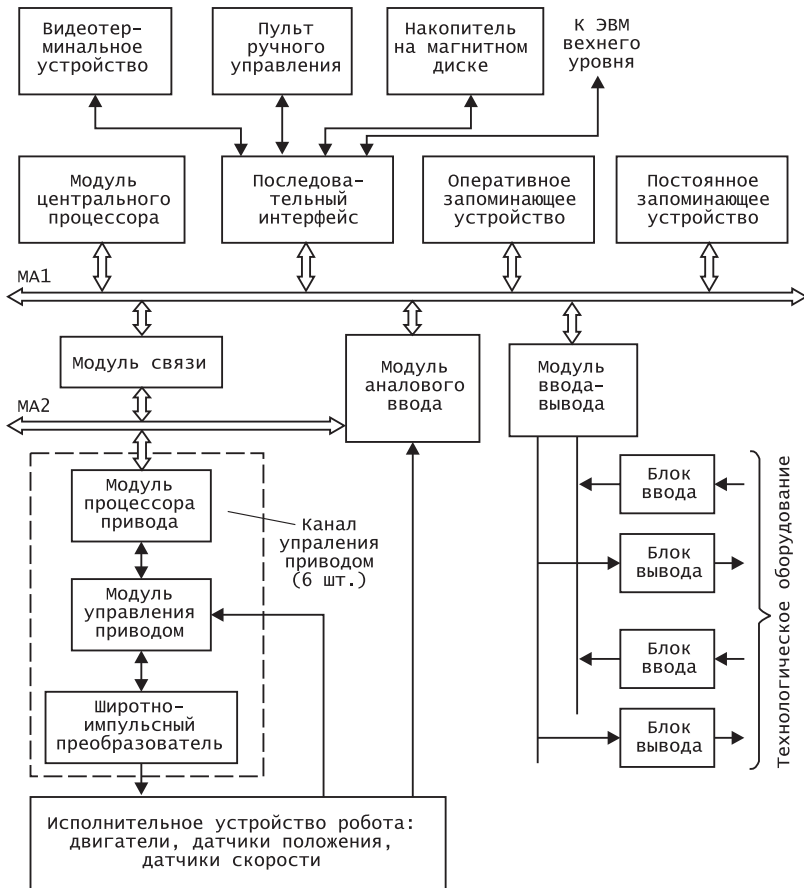 Видеотер-
минальное
устройство
Пульт
ручного
управления
Накопитель
на магнитном
диске
К ЭВМ
вехнего
уровня
Модуль
центрального
процессора
Последова-
тельный
интерфейс
Оперативное
запоминающее
устройство
Постоянное
запоминающее
устройство
МА1
Модуль связи
Модуль
аналового
ввода
Модуль
ввода-
вывода
МА2
Модуль
процессора
привода
Канал
упраления
приводом
(6 шт.)
Модуль
управления
приводом
Широтно-
импульсный
преобразователь
Блок
ввода
Блок
вывода
Блок
ввода
Блок
вывода
Технологическое оборудование
Исполнительное устройство робота:
двигатели, датчики положения,
датчики скорости